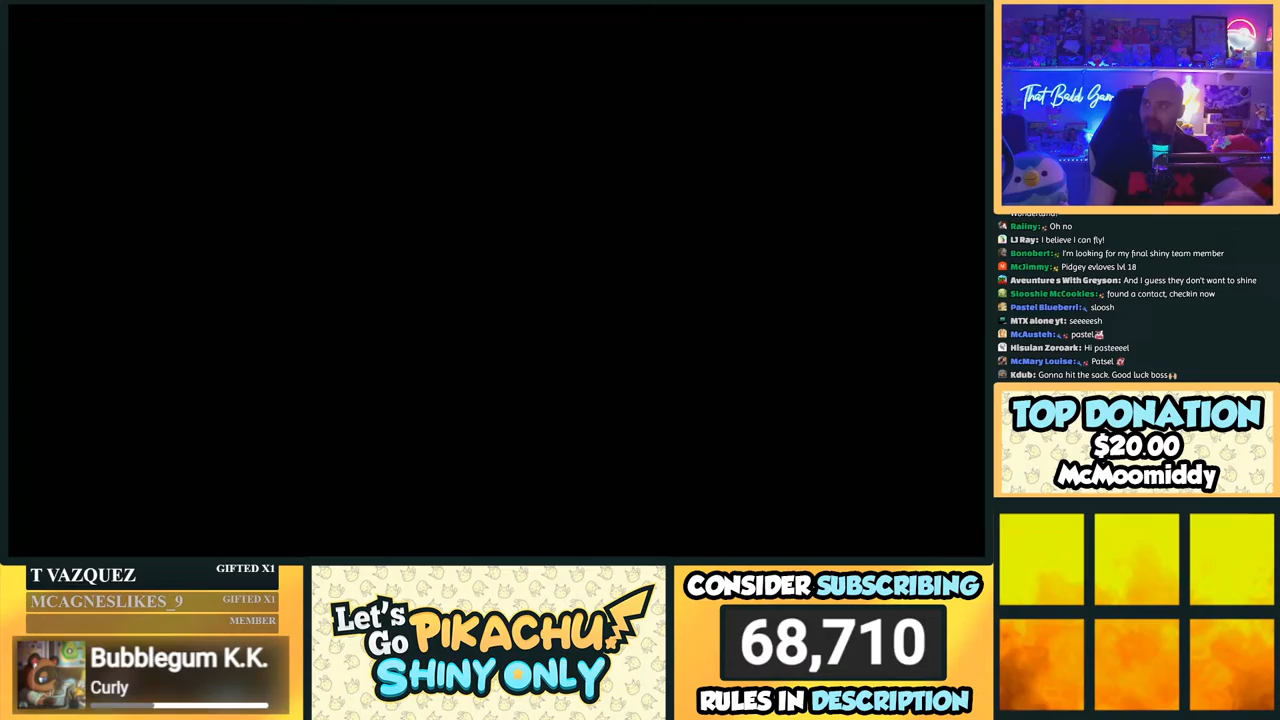 That Bald Gam
Wonderland!
Raiiny: Oh no
LJ Ray: I believe I can fly!
Bonobert: I'm looking for my final shiny team member
McJimmy: Pidgey evloves lvl 18
Aveunture s With Greyson: And I guess they don't want to shine
Slooshie McCookies: found a contact, checkin now
Pastel Blueberri: sloosh
MTX alone yt: seeeeesh
McAusteh: pastel
Hisuian Zoroark: Hi pasteeeel
McMary Louise: Patsel
Kdub: Gonna hit the sack. Good luck boss
TOP DONATION
$20.00
McMoomiddy
T VAZQUEZ GIFTED X1
MCAGNESLIKES_9 GIFTED X1
MEMBER
Bubblegum K.K.
Curly
Let's
Go PIKACHU
SHINY ONLY
CONSIDER SUBSCRIBING
68,710
RULES IN DESCRIPTION